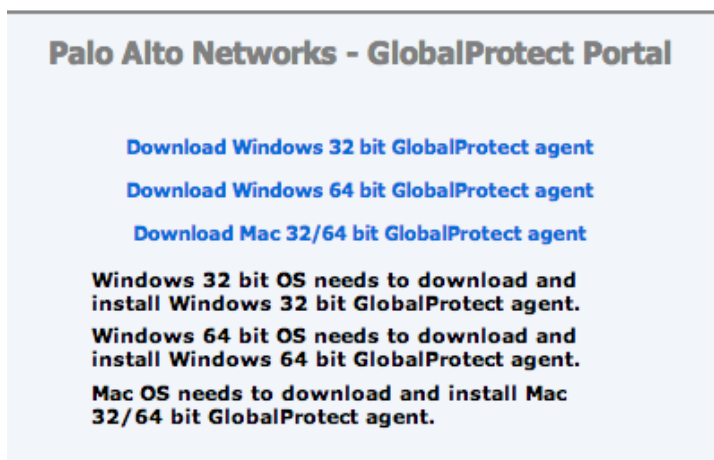 Palo Alto Networks - GlobalProtect Portal
Download Windows 32 bit GlobalProtect agent
Download Windows 64 bit GlobalProtect agent
Download Mac 32/64 bit GlobalProtect agent
Windows 32 bit OS needs to download and
install Windows 32 bit GlobalProtect agent.
Windows 64 bit OS needs to download and
install Windows 64 bit GlobalProtect agent.
Mac OS needs to download and install Mac
32/64 bit GlobalProtect agent.